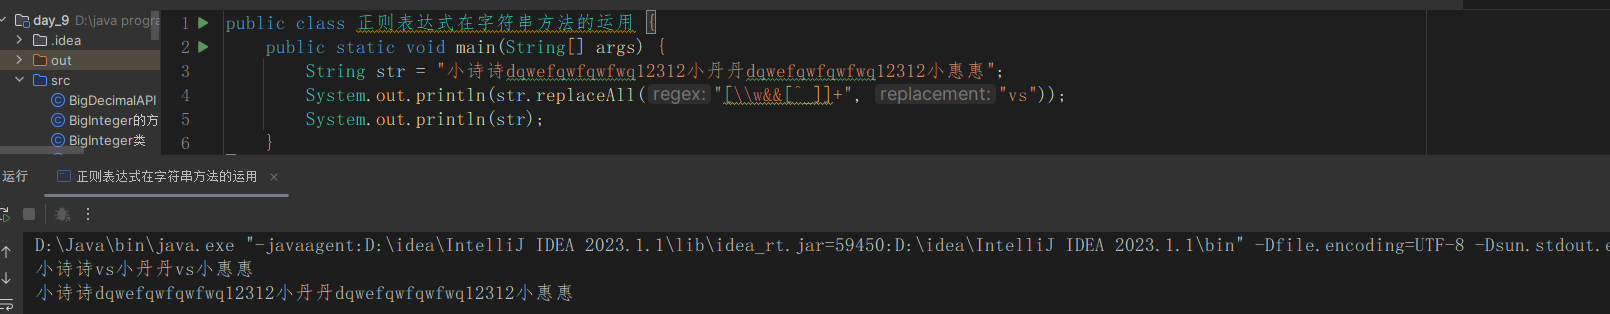 day_9 D:\java progra
.idea
out
src
BigDecimalAPI
BigInteger的方
BigInteger类
1 public class 正则表达式在字符串方法的运用 {
2 public static void main(String[] args) {
3 String str = "小诗诗dqwefqwfqwfwq12312小丹丹dqwefqwfqwfwq12312小惠惠";
4 System.out.println(str.replaceAll( regex: "[\\w&&[^_]]+", replacement: "vs"));
5 System.out.println(str);
6 }
运行 正则表达式在字符串方法的运用 ×
D:\Java\bin\java.exe "-javaagent:D:\idea\IntelliJ IDEA 2023.1.1\lib\idea_rt.jar=59450:D:\idea\IntelliJ IDEA 2023.1.1\bin" -Dfile.encoding=UTF-8 -Dsun.stdout.e
小诗诗vs小丹丹vs小惠惠
小诗诗dqwefqwfqwfwq12312小丹丹dqwefqwfqwfwq12312小惠惠